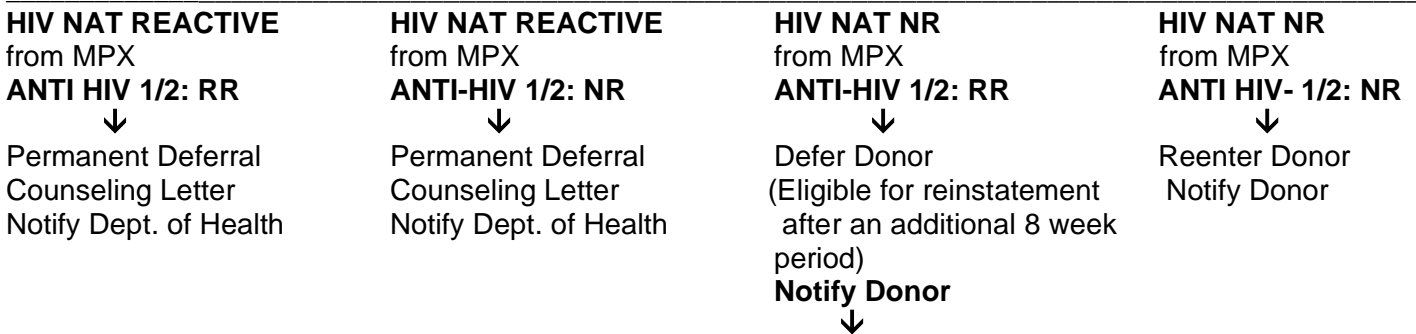 HIV NAT REACTIVE
from MPX
ANTI HIV 1/2: RR
Permanent Deferral
Counseling Letter
Notify Dept. of Health
HIV NAT REACTIVE
from MPX
ANTI-HIV 1/2: NR
Permanent Deferral
Counseling Letter
Notify Dept. of Health
HIV NAT NR
from MPX
ANTI-HIV 1/2: RR
Defer Donor
(Eligible for reinstatement
after an additional 8 week
period)
Notify Donor
HIV NAT NR
from MPX
ANTI HIV- 1/2: NR
Reenter Donor
Notify Donor